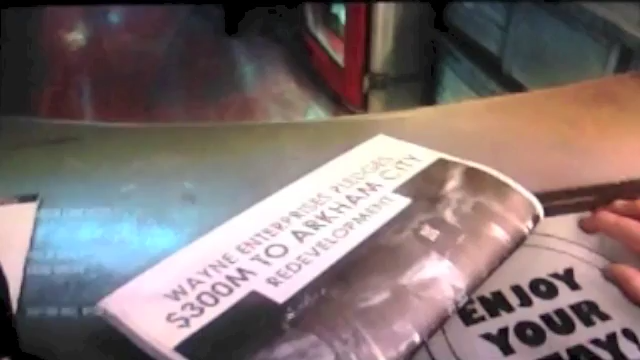 WAYNE ENTERPRISES PLEDGES
$300M TO ARKHAM CITY
REDEVELOPMENT
ENJOY
YOUR